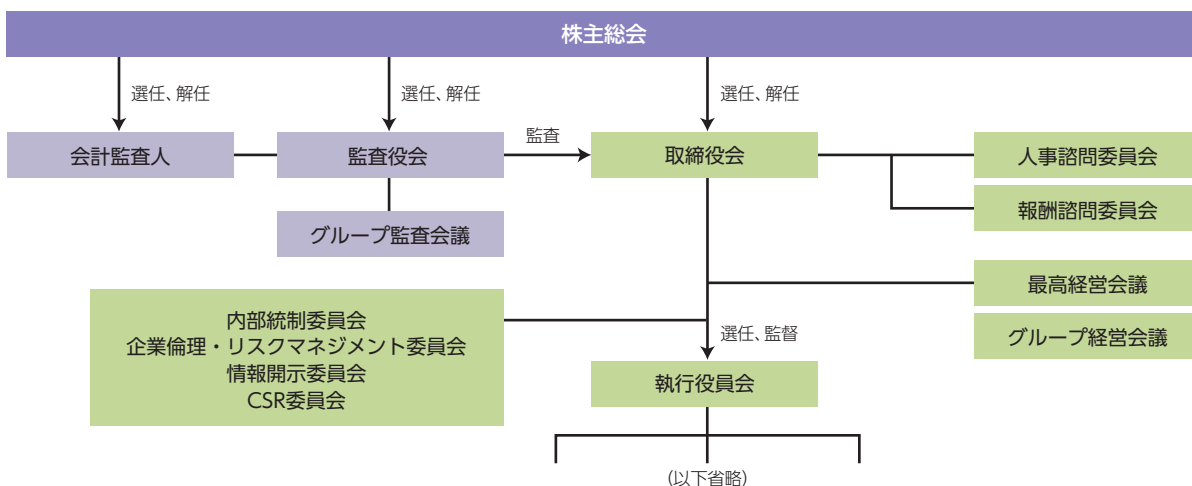 株主総会
選任、解任
選任、解任
選任、解任
会計監査人
監査役会
監査
取締役会
人事諮問委員会
報酬諮問委員会
グループ監査会議
最高経営会議
内部統制委員会
企業倫理・リスクマネジメント委員会
情報開示委員会
CSR委員会
グループ経営会議
選任、監督
執行役員会
(以下省略)